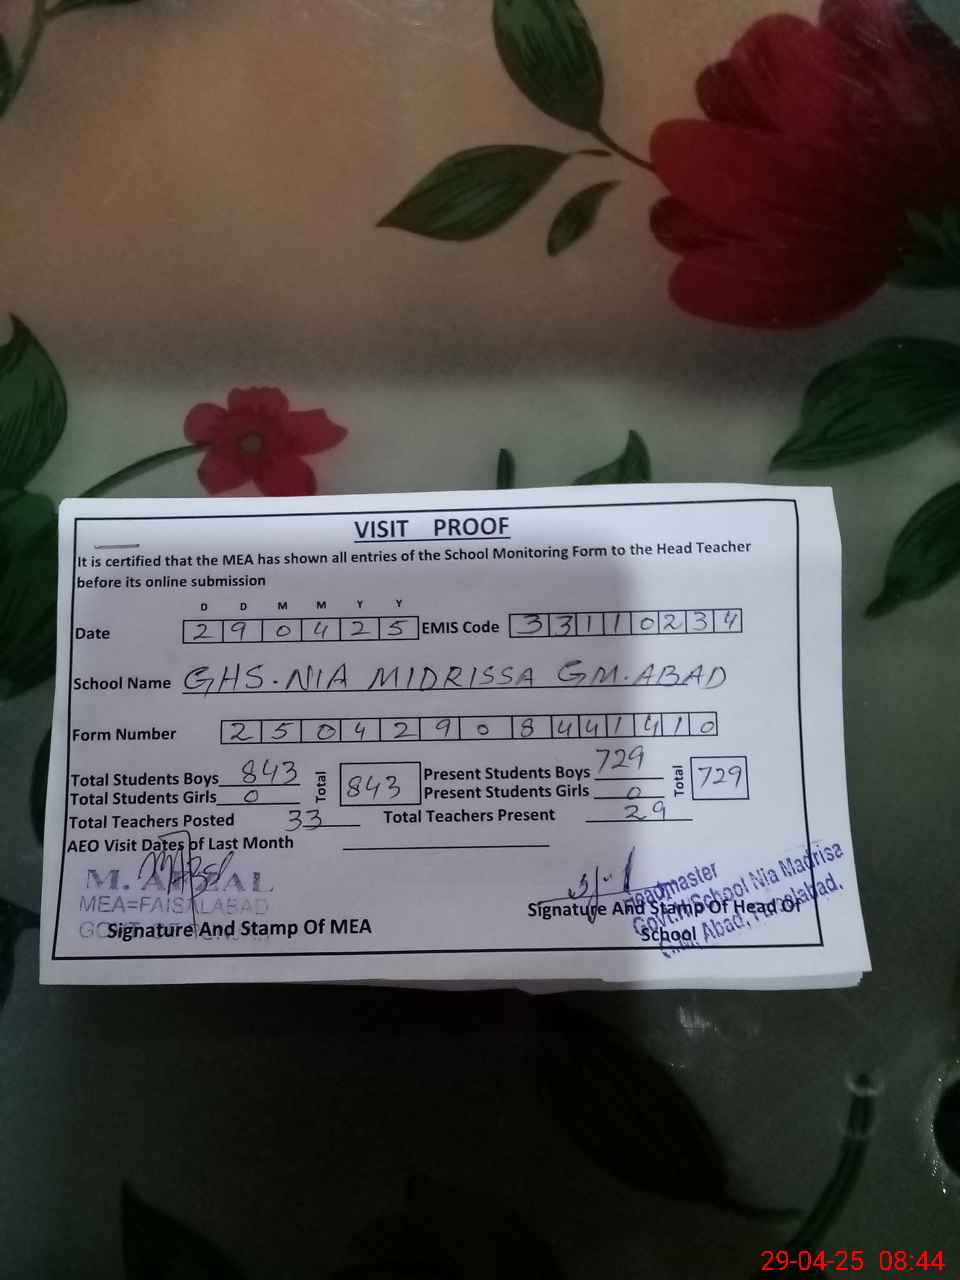 VISIT PROOF
It is certified that the MEA has shown all entries of the School Monitoring Form to the Head Teacher
before its online submission
D D M M Y Y
Date 2 9 0 4 2 5 EMIS Code 3 3 1 1 0 2 3 4
School Name GHS. NIA MIDRISSA GM. ABAD
Form Number 2 5 0 4 2 9 0 8 4 4 1 4 1 0
Total Students Boys 843 Total 843 Present Students Boys 729 Total 729
Total Students Girls 0 Present Students Girls 0
Total Teachers Posted 33 Total Teachers Present 29
AEO Visit Dates of Last Month
M. AFZAL
MEA=FAISALABAD
Signature And Stamp Of MEA
Headmaster
Govt. H/School Nia Madrisa
Abad,
Signature And Stamp Of Head Of
School
29-04-25 08:44